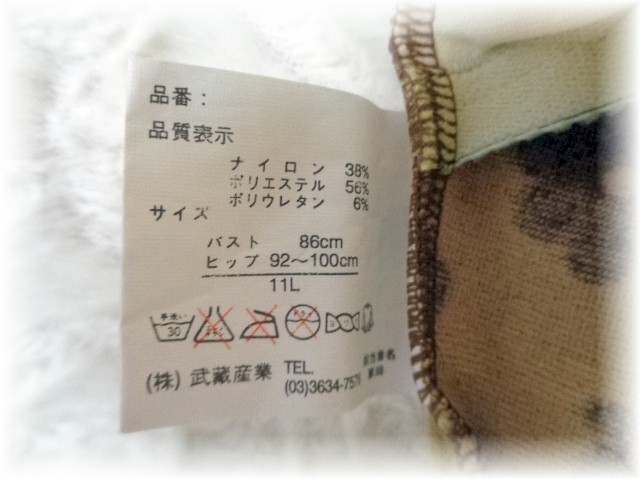 品番：
品質表示
ナイロン 38%
ポリエステル 56%
ポリウレタン 6%
サイズ
バスト 86cm
ヒップ 92～100cm
11L
手洗い 30
(株) 武蔵産業 TEL.
(03)3634-757